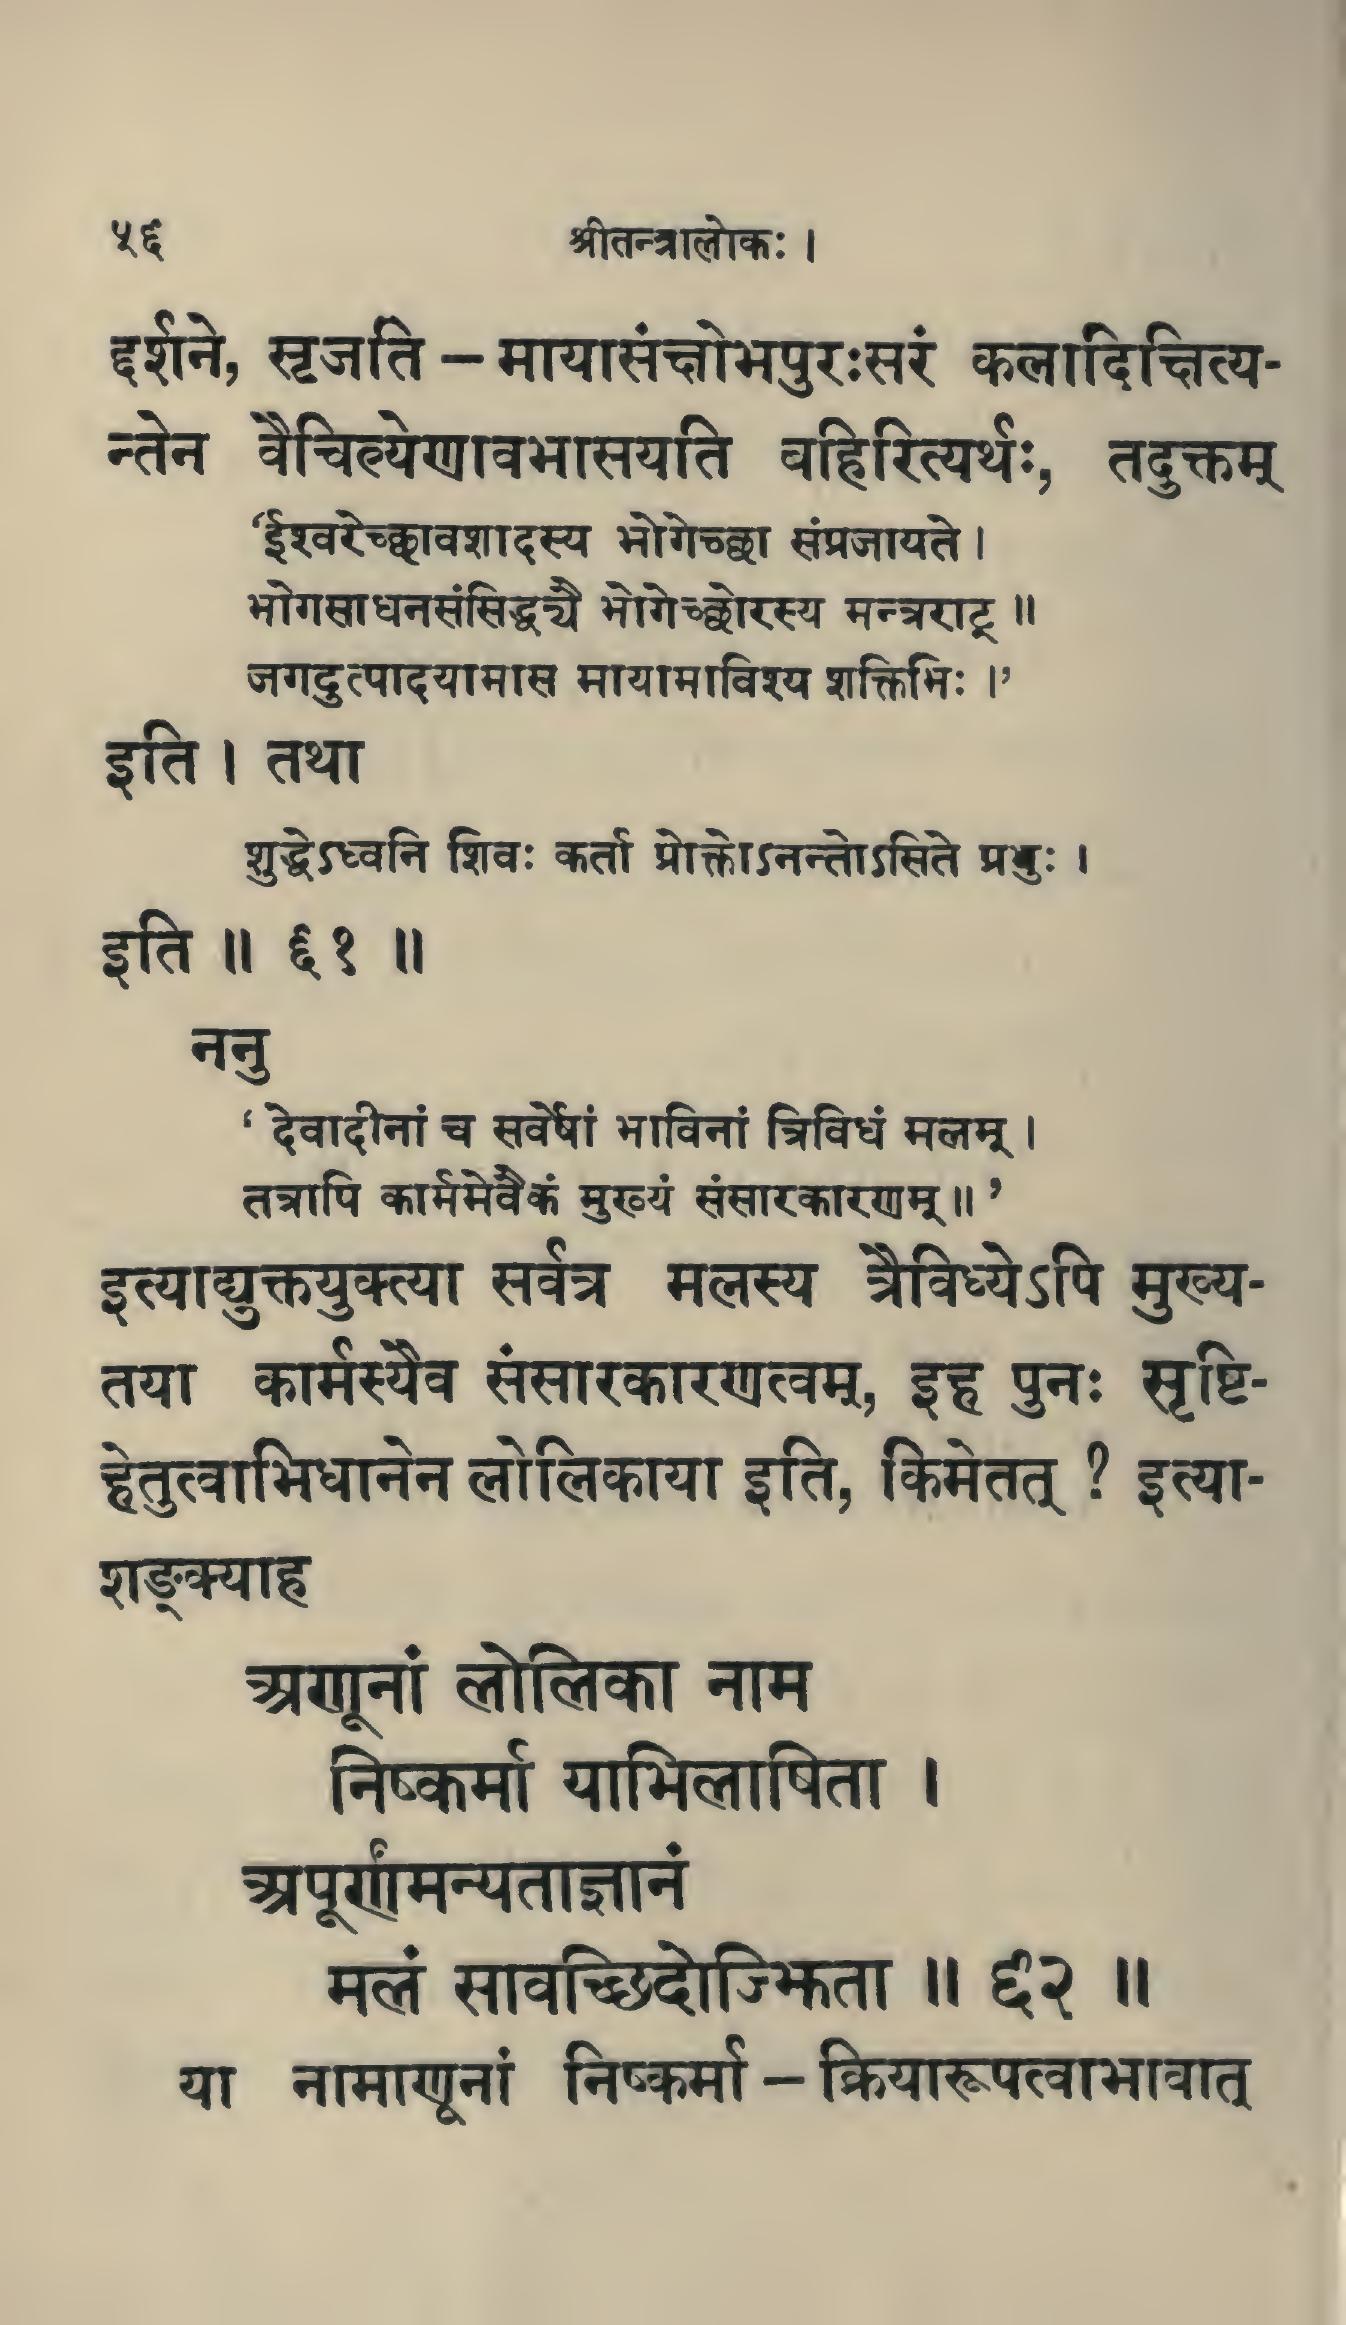 ५६ श्रीतन्त्रालोकः ।
द्दर्शने, सृजति – मायासंक्षोभपुरःसरं कलादिक्षित्य-
न्तेन वैचित्र्येणावभासयति बहिरित्यर्थः, तदुक्तम्
‘ईश्वरेच्छावशादस्य भोगेच्छा संप्रजायते ।
भोगसाधनसंसिद्ध्यै भोगेच्छोरस्य मन्त्रराट् ॥
जगदुत्पादयामास मायामाविश्य शक्तिभिः ।’
इति । तथा
शुद्धेऽध्वनि शिवः कर्ता प्रोक्तोऽनन्तोऽसिते प्रभुः ।
इति ॥ ६१ ॥
ननु
‘ देवादीनां च सर्वेषां भाविनां त्रिविधं मलम् ।
तत्रापि कार्ममेवैकं मुख्यं संसारकारणम् ॥ ’
इत्याद्युक्तयुक्त्या सर्वत्र मलस्य त्रैविध्येऽपि मुख्य-
तया कार्मस्यैव संसारकारणत्वम्, इह पुनः सृष्टि-
हेतुत्वाभिधानेन लोलिकाया इति, किमेतत् ? इत्या-
शङ्क्याह
अणूनां लोलिका नाम
निष्कर्मा याभिलाषिता ।
अपूर्णंमन्यताज्ञानं
मलं सावच्छिदोज्झिता ॥ ६२ ॥
या नामाणूनां निष्कर्मा – क्रियारूपत्वाभावात्